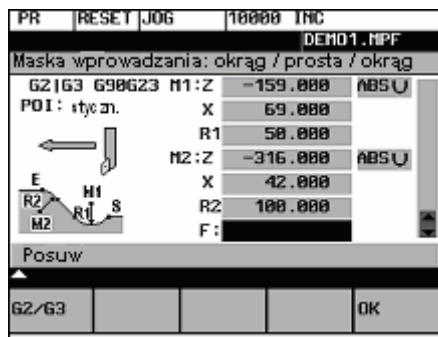 PR RESET JOG 10000 INC
DEMO1.MPF
Maska wprowadzania: okrąg / prosta / okrąg
G2|G3 G90G23 M1:Z -159.000 ABS
POI: styczn. X 69.000
R1 50.000
M2:Z -316.000 ABS
X 42.000
R2 100.000
F:
E
R2
M1
R1
S
M2
Posuw
G2/G3 OK